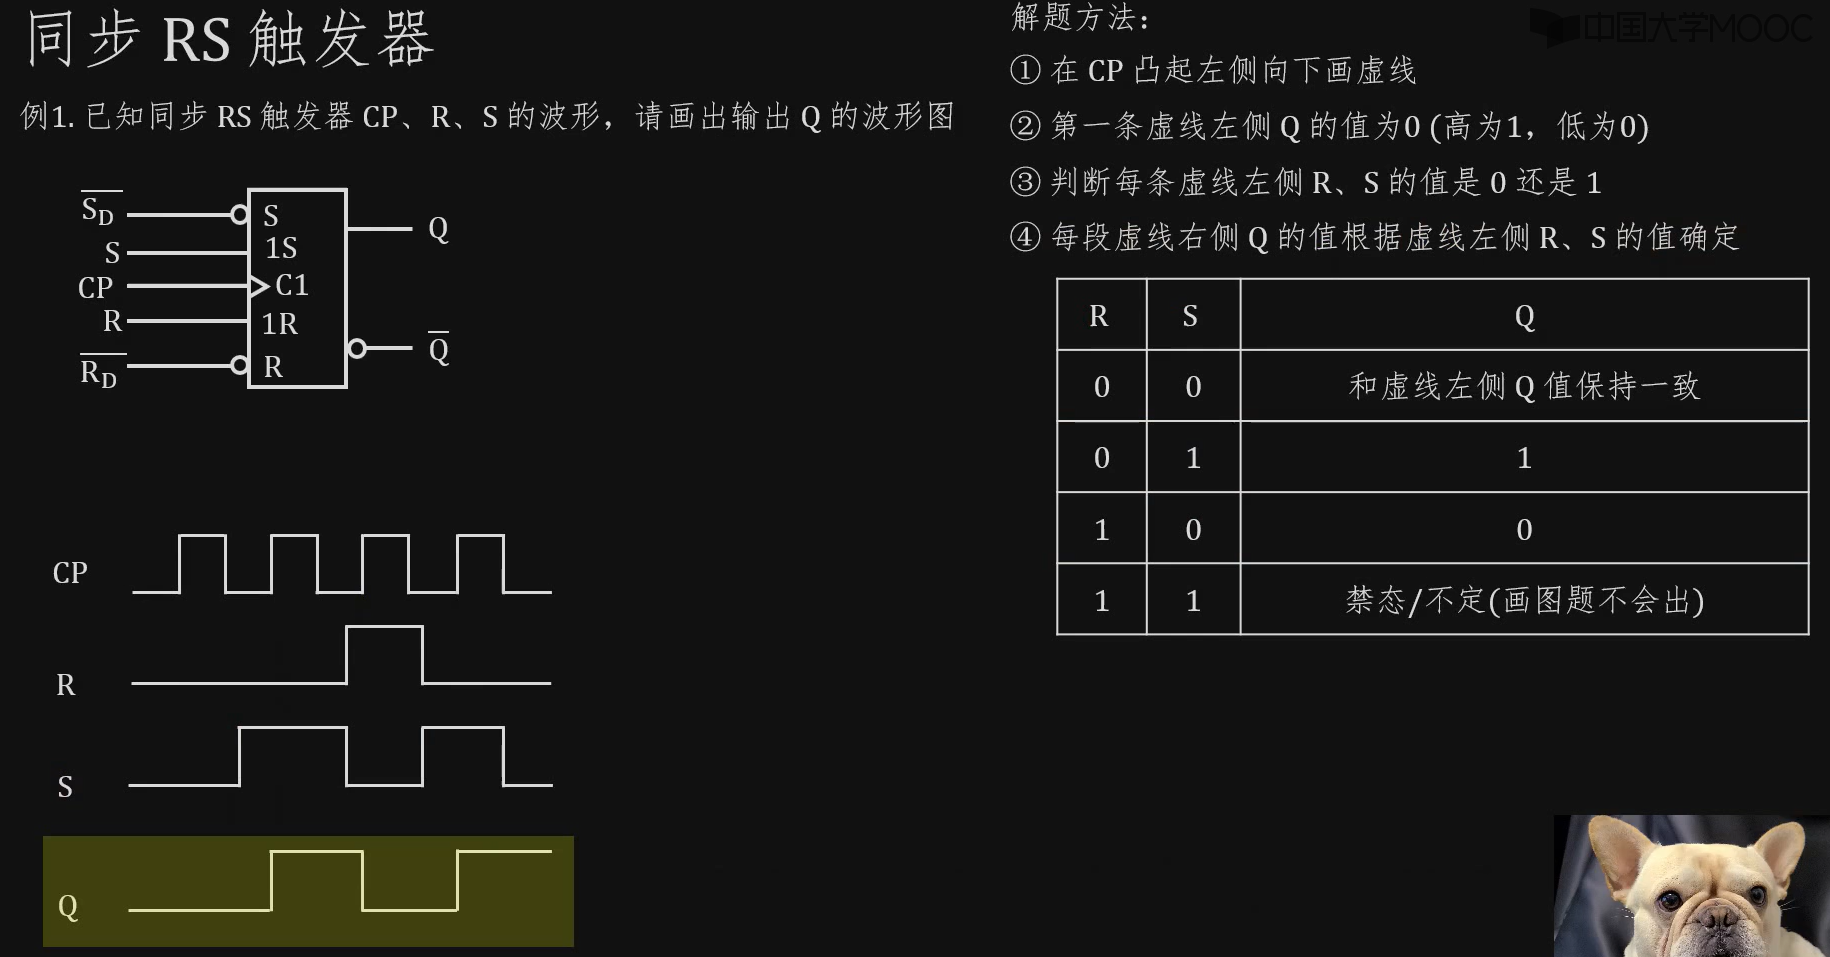 同步 RS 触发器
例1. 已知同步 RS 触发器 CP、R、S 的波形，请画出输出 Q 的波形图
S̅D̅
S
CP
R
R̅D̅
S
1S
C1
1R
R
Q
Q̅
CP
R
S
Q
中国大学MOOC
解题方法：
① 在 CP 凸起左侧向下画虚线
② 第一条虚线左侧 Q 的值为0 (高为1，低为0)
③ 判断每条虚线左侧 R、S 的值是 0 还是 1
④ 每段虚线右侧 Q 的值根据虚线左侧 R、S 的值确定
R S Q
0 0 和虚线左侧 Q 值保持一致
0 1 1
1 0 0
1 1 禁态/不定(画图题不会出)